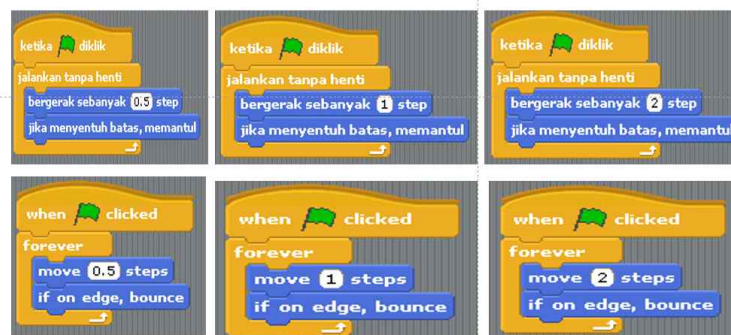 ketika diklik
jalankan tanpa henti
bergerak sebanyak 0.5 step
jika menyentuh batas, memantul
ketika diklik
jalankan tanpa henti
bergerak sebanyak 1 step
jika menyentuh batas, memantul
ketika diklik
jalankan tanpa henti
bergerak sebanyak 2 step
jika menyentuh batas, memantul
when clicked
forever
move 0.5 steps
if on edge, bounce
when clicked
forever
move 1 steps
if on edge, bounce
when clicked
forever
move 2 steps
if on edge, bounce